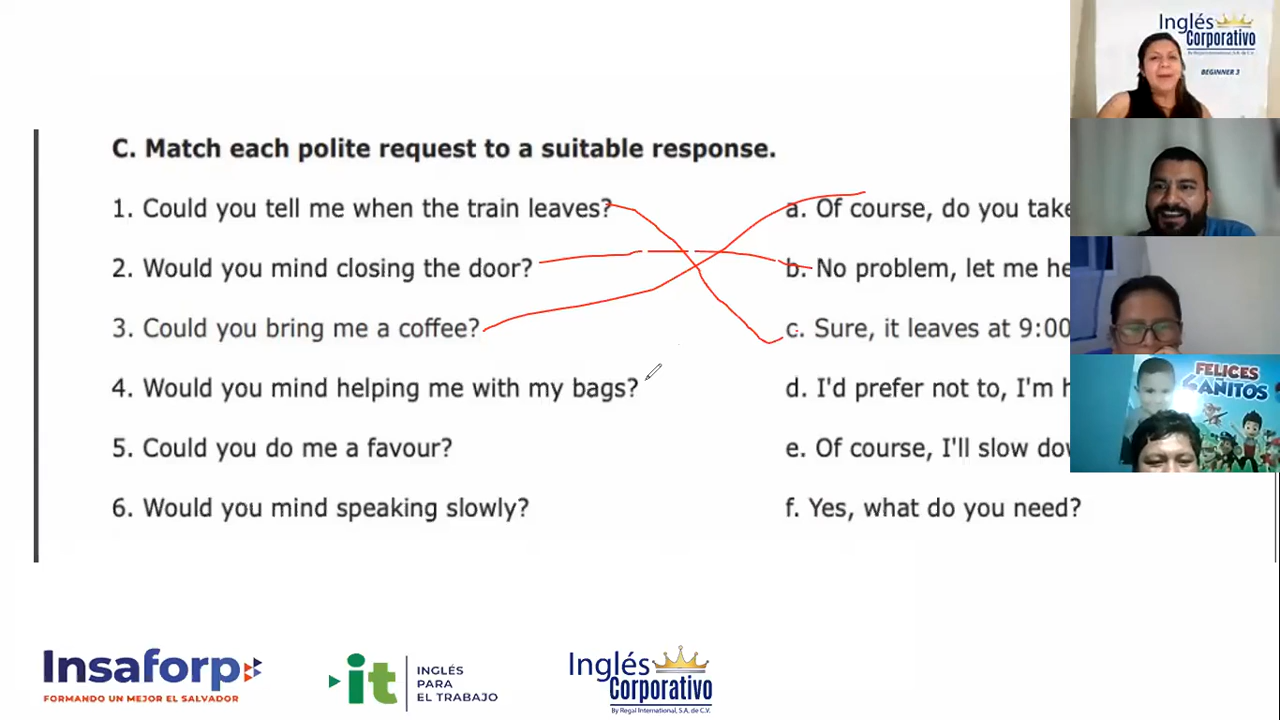 Inglés
Corporativo
By Regal International, S.A. de C.V.
BEGINNER 3
C. Match each polite request to a suitable response.
1. Could you tell me when the train leaves?
a. Of course, do you take
2. Would you mind closing the door?
b. No problem, let me he
3. Could you bring me a coffee?
c. Sure, it leaves at 9:00
4. Would you mind helping me with my bags?
d. I'd prefer not to, I'm h
5. Could you do me a favour?
e. Of course, I'll slow do
6. Would you mind speaking slowly?
f. Yes, what do you need?
FELICES
4 AÑITOS
Insaforp
FORMANDO UN MEJOR EL SALVADOR
it
INGLÉS
PARA
EL TRABAJO
Inglés
Corporativo
By Regal International, S.A. de C.V.